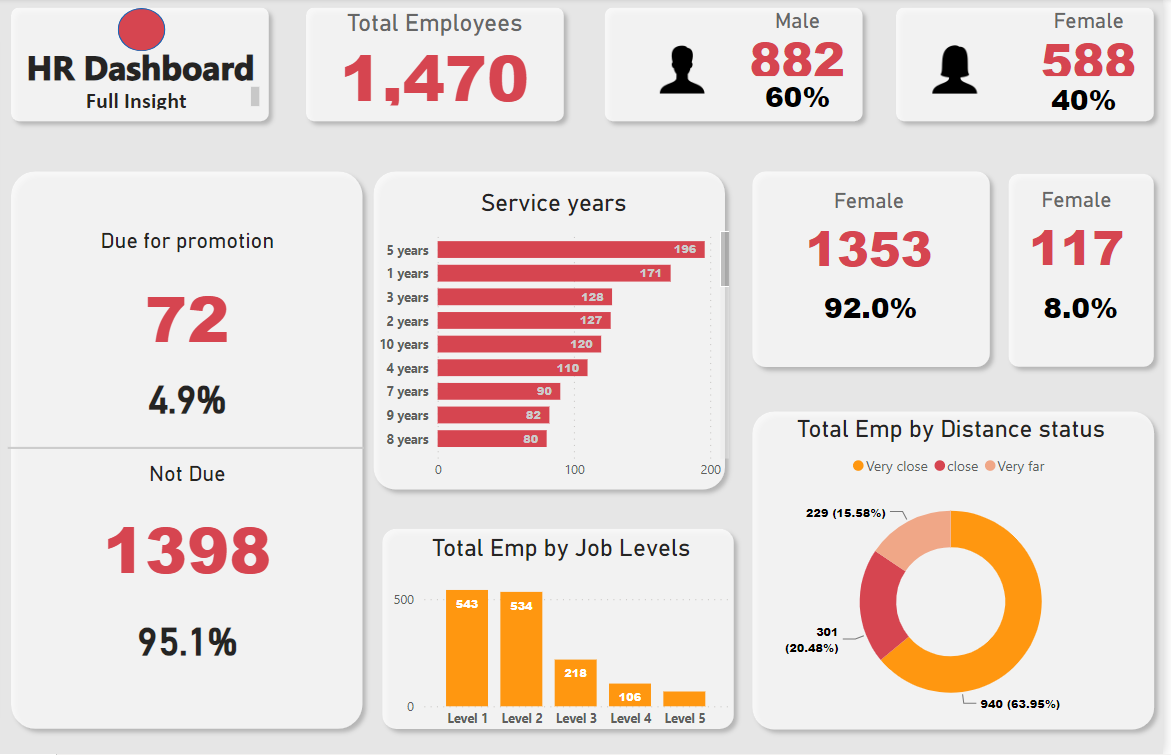 HR Dashboard
Full Insight
Total Employees
1,470
Male
882
60%
Female
588
40%
Due for promotion
72
4.9%
Not Due
1398
95.1%
Service years
5 years 196
1 years 171
3 years 128
2 years 127
10 years 120
4 years 110
7 years 90
9 years 82
8 years 80
0 100 200
Female
1353
92.0%
Female
117
8.0%
Total Emp by Job Levels
500
0
543 534 218 106
Level 1 Level 2 Level 3 Level 4 Level 5
Total Emp by Distance status
Very close close Very far
229 (15.58%)
301
(20.48%)
940 (63.95%)